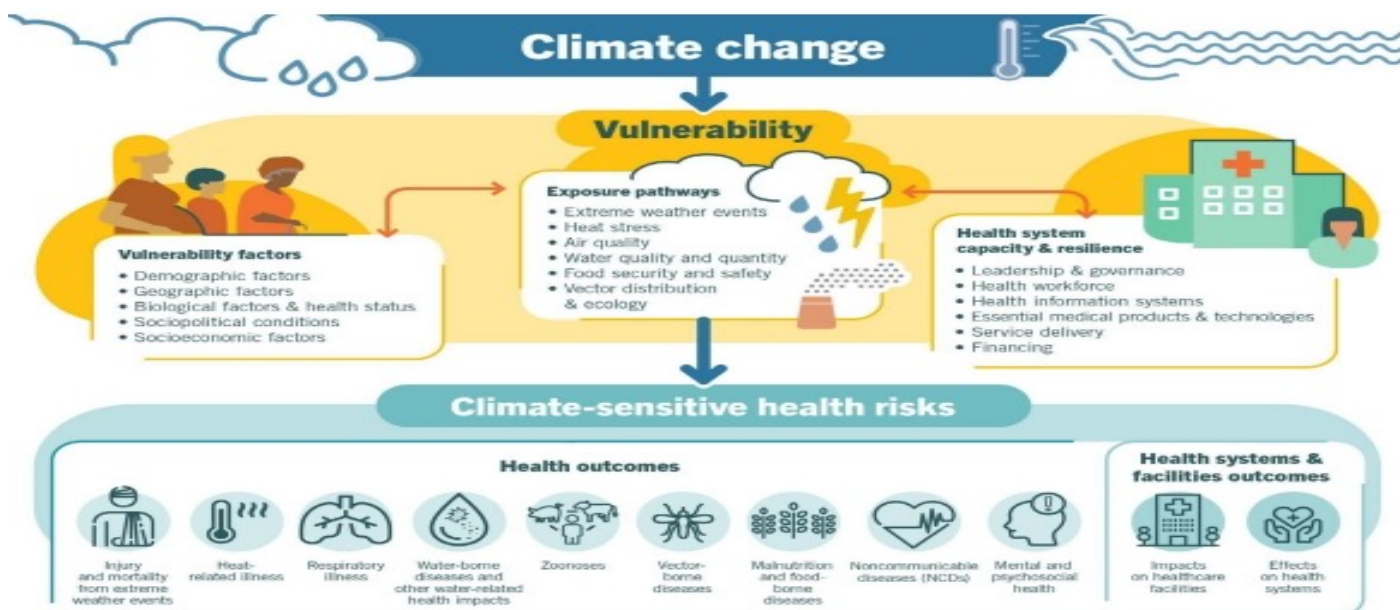 Climate change
Vulnerability
Vulnerability factors
• Demographic factors
• Geographic factors
• Biological factors & health status
• Sociopolitical conditions
• Socioeconomic factors
Exposure pathways
• Extreme weather events
• Heat stress
• Air quality
• Water quality and quantity
• Food security and safety
• Vector distribution
& ecology
Health system
capacity & resilience
• Leadership & governance
• Health workforce
• Health information systems
• Essential medical products & technologies
• Service delivery
• Financing
Climate-sensitive health risks
Health outcomes
Injury
and mortality
from extreme
weather events
Heat-
related illness
Respiratory
illness
Water-borne
diseases and
other water-related
health impacts
Zoonoses
Vector-
borne
diseases
Malnutrition
and food-
borne
diseases
Noncommunicable
diseases (NCDs)
Mental and
psychosocial
health
Health systems &
facilities outcomes
Impacts
on healthcare
facilities
Effects
on health
systems